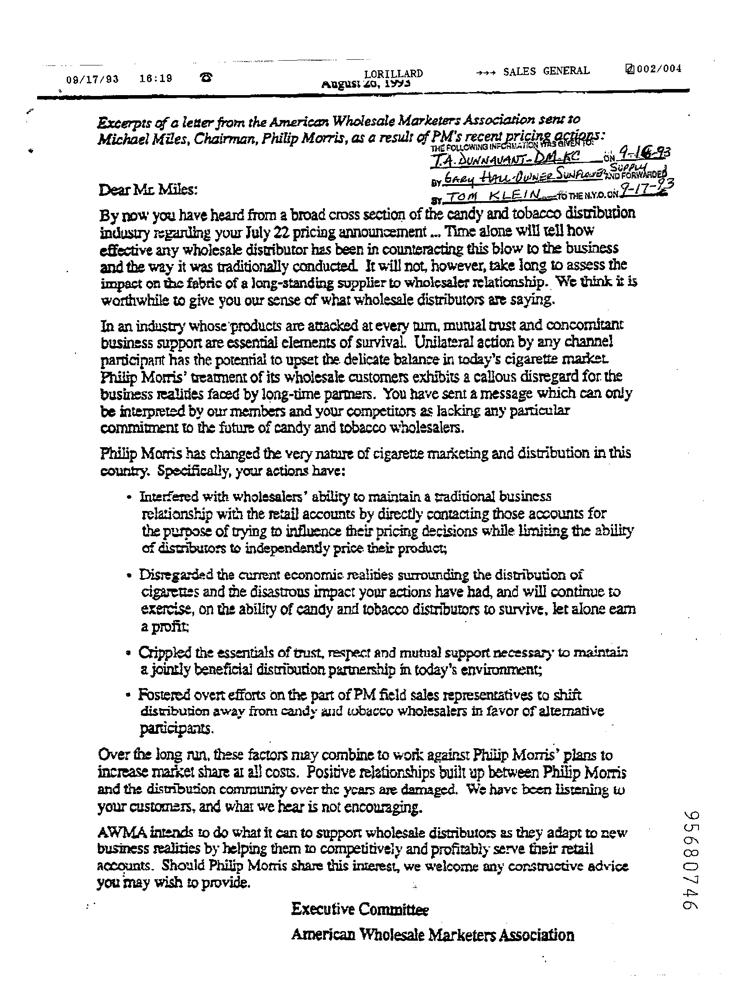 09/17/93 16:19 ☎ LORILLARD →→→ SALES GENERAL 002/004
August 20, 1993
Excerpts of a letter from the American Wholesale Marketers Association sent to
Michael Miles, Chairman, Philip Morris, as a result of PM's recent pricing actions:
THE FOLLOWING INFORMATION WAS GIVEN TO:
T.A. DUNNAVANT-DM-KC ON 9-16-93
BY GARY HALL-OWNER SUNFLOWER SUPPLY AND FORWARDED
BY TOM KLEIN TO THE N.Y.O. ON 9-17-93
Dear Mr. Miles:
By now you have heard from a broad cross section of the candy and tobacco distribution
industry regarding your July 22 pricing announcement ... Time alone will tell how
effective any wholesale distributor has been in counteracting this blow to the business
and the way it was traditionally conducted. It will not, however, take long to assess the
impact on the fabric of a long-standing supplier to wholesaler relationship. We think it is
worthwhile to give you our sense of what wholesale distributors are saying.
In an industry whose products are attacked at every turn, mutual trust and concomitant
business support are essential elements of survival. Unilateral action by any channel
participant has the potential to upset the delicate balance in today's cigarette market.
Philip Morris' treatment of its wholesale customers exhibits a callous disregard for the
business realities faced by long-time partners. You have sent a message which can only
be interpreted by our members and your competitors as lacking any particular
commitment to the future of candy and tobacco wholesalers.
Philip Morris has changed the very nature of cigarette marketing and distribution in this
country. Specifically, your actions have:
• Interfered with wholesalers' ability to maintain a traditional business
relationship with the retail accounts by directly contacting those accounts for
the purpose of trying to influence their pricing decisions while limiting the ability
of distributors to independently price their product;
• Disregarded the current economic realities surrounding the distribution of
cigarettes and the disastrous impact your actions have had, and will continue to
exercise, on the ability of candy and tobacco distributors to survive, let alone earn
a profit;
• Crippled the essentials of trust, respect and mutual support necessary to maintain
a jointly beneficial distribution partnership in today's environment;
• Fostered overt efforts on the part of PM field sales representatives to shift
distribution away from candy and tobacco wholesalers in favor of alternative
participants.
Over the long run, these factors may combine to work against Philip Morris' plans to
increase market share at all costs. Positive relationships built up between Philip Morris
and the distribution community over the years are damaged. We have been listening to
your customers, and what we hear is not encouraging.
AWMA intends to do what it can to support wholesale distributors as they adapt to new
business realities by helping them to competitively and profitably serve their retail
accounts. Should Philip Morris share this interest, we welcome any constructive advice
you may wish to provide.
Executive Committee
American Wholesale Marketers Association
95680746